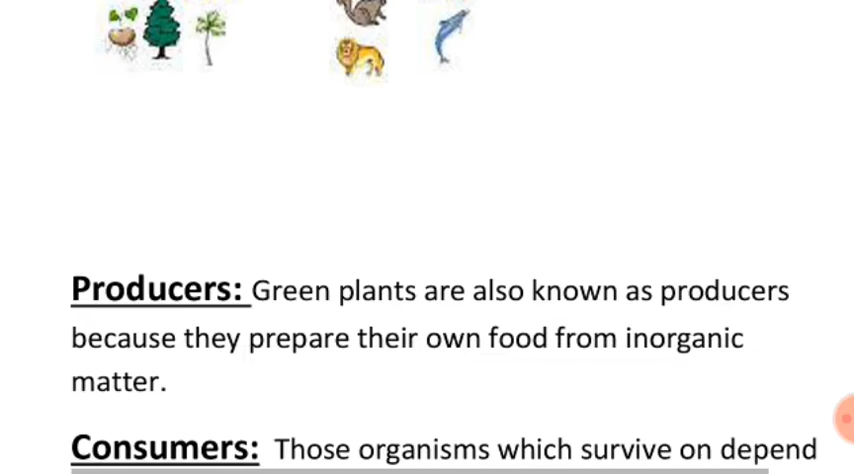 Producers: Green plants are also known as producers
because they prepare their own food from inorganic
matter.
Consumers: Those organisms which survive on depend